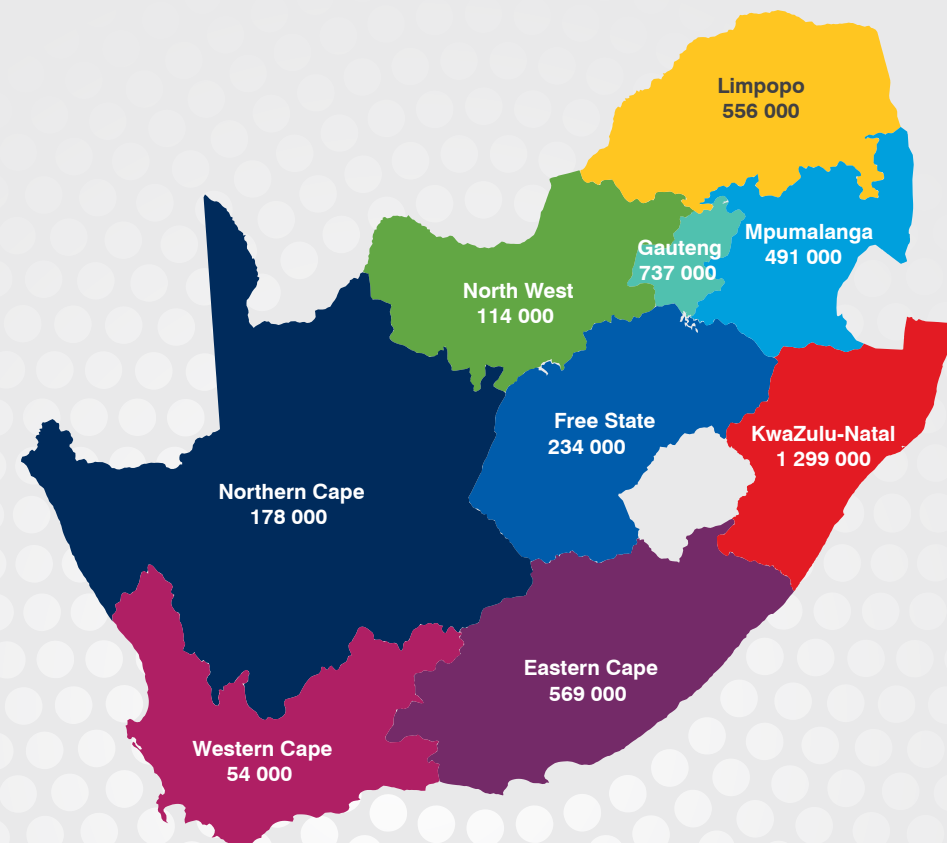 Limpopo
556 000
Mpumalanga
491 000
Gauteng
737 000
North West
114 000
Free State
234 000
KwaZulu-Natal
1 299 000
Northern Cape
178 000
Eastern Cape
569 000
Western Cape
54 000